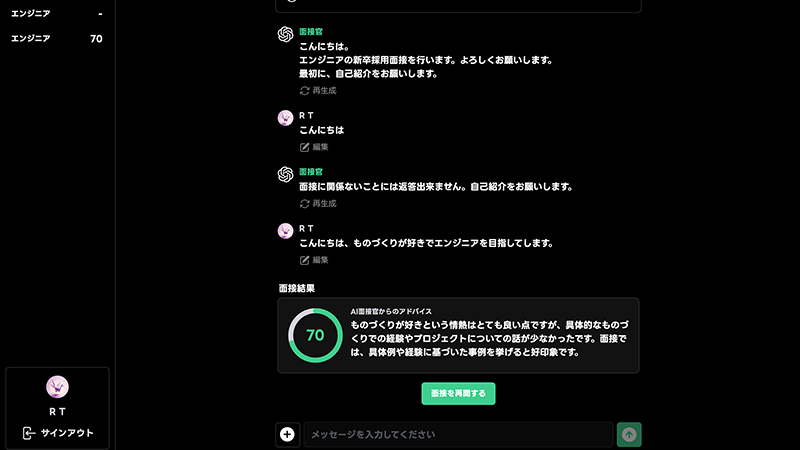 エンジニア -
エンジニア 70
面接官
こんにちは。
エンジニアの新卒採用面接を行います。よろしくお願いします。
最初に、自己紹介をお願いします。
再生成
R T
こんにちは
編集
面接官
面接に関係ないことには返答出来ません。自己紹介をお願いします。
再生成
R T
こんにちは、ものづくりが好きでエンジニアを目指してします。
編集
面接結果
70
AI面接官からのアドバイス
ものづくりが好きという情熱はとても良い点ですが、具体的なものづ
くりでの経験やプロジェクトについての話が少なかったです。面接で
は、具体例や経験に基づいた事例を挙げると好印象です。
面接を再開する
メッセージを入力してください
R T
サインアウト